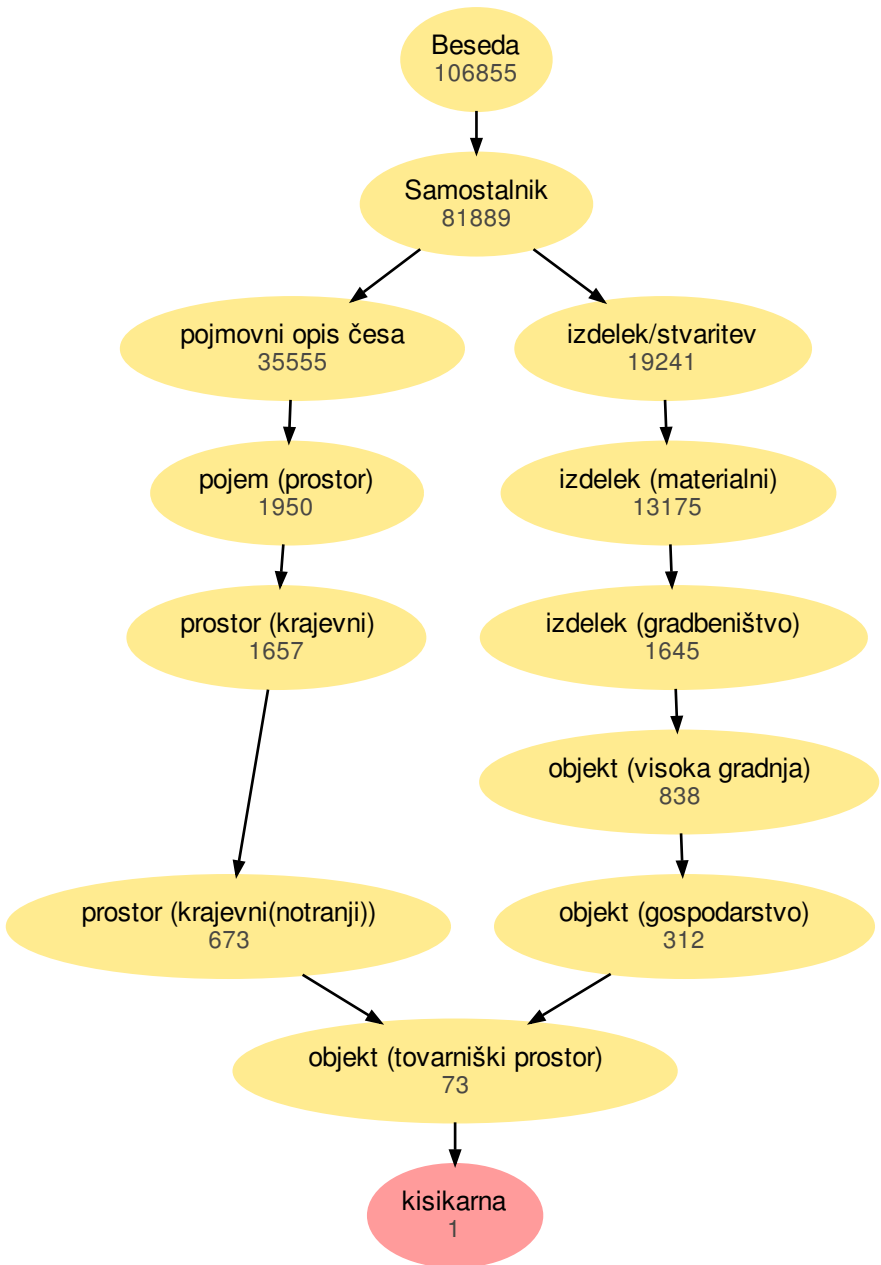 Beseda
106855
Samostalnik
81889
pojmovni opis česa
35555
izdelek/stvaritev
19241
pojem (prostor)
1950
izdelek (materialni)
13175
prostor (krajevni)
1657
izdelek (gradbeništvo)
1645
objekt (visoka gradnja)
838
prostor (krajevni(notranji))
673
objekt (gospodarstvo)
312
objekt (tovarniški prostor)
73
kisikarna
1